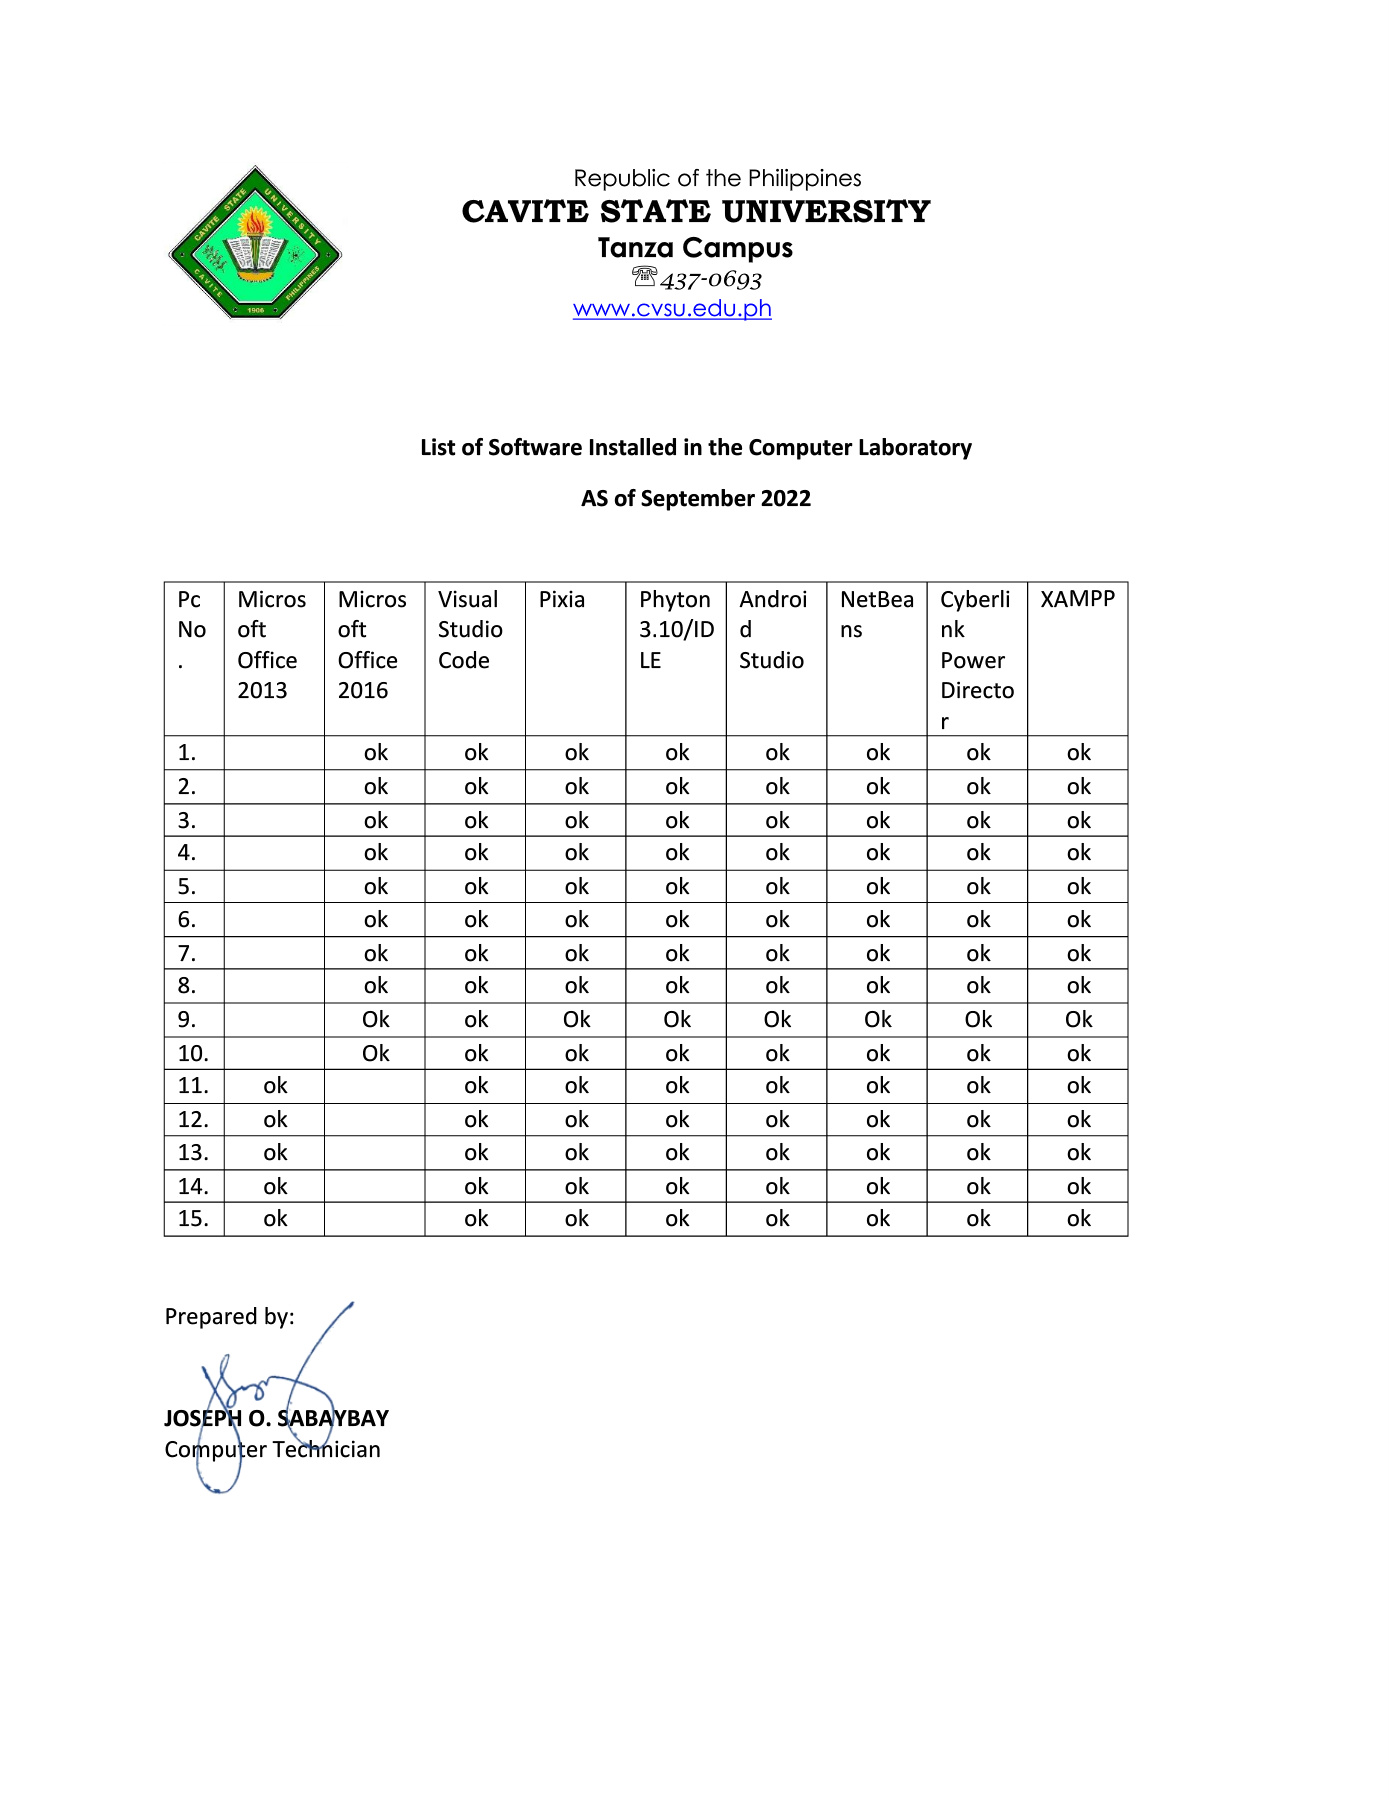 CAVITE STATE UNIVERSITY
CAVITE PHILIPPINES
1906
Republic of the Philippines
CAVITE STATE UNIVERSITY
Tanza Campus
☏437-0693
www.cvsu.edu.ph
List of Software Installed in the Computer Laboratory
AS of September 2022
Pc No. Microsoft Office 2013 Microsoft Office 2016 Visual Studio Code Pixia Phyton 3.10/IDLE Android Studio NetBeans Cyberlink Power Director XAMPP
1. ok ok ok ok ok ok ok ok
2. ok ok ok ok ok ok ok ok
3. ok ok ok ok ok ok ok ok
4. ok ok ok ok ok ok ok ok
5. ok ok ok ok ok ok ok ok
6. ok ok ok ok ok ok ok ok
7. ok ok ok ok ok ok ok ok
8. ok ok ok ok ok ok ok ok
9. Ok ok Ok Ok Ok Ok Ok Ok
10. Ok ok ok ok ok ok ok ok
11. ok ok ok ok ok ok ok ok
12. ok ok ok ok ok ok ok ok
13. ok ok ok ok ok ok ok ok
14. ok ok ok ok ok ok ok ok
15. ok ok ok ok ok ok ok ok
Prepared by:
JOSEPH O. SABAYBAY
Computer Technician